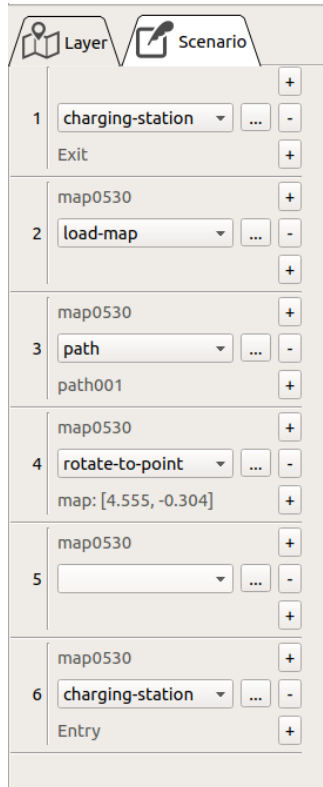 Layer Scenario
+
1 charging-station ... -
Exit +
map0530 +
2 load-map ... -
+
map0530 +
3 path ... -
path001 +
map0530 +
4 rotate-to-point ... -
map: [4.555, -0.304] +
map0530 +
5 ... -
+
map0530 +
6 charging-station ... -
Entry +